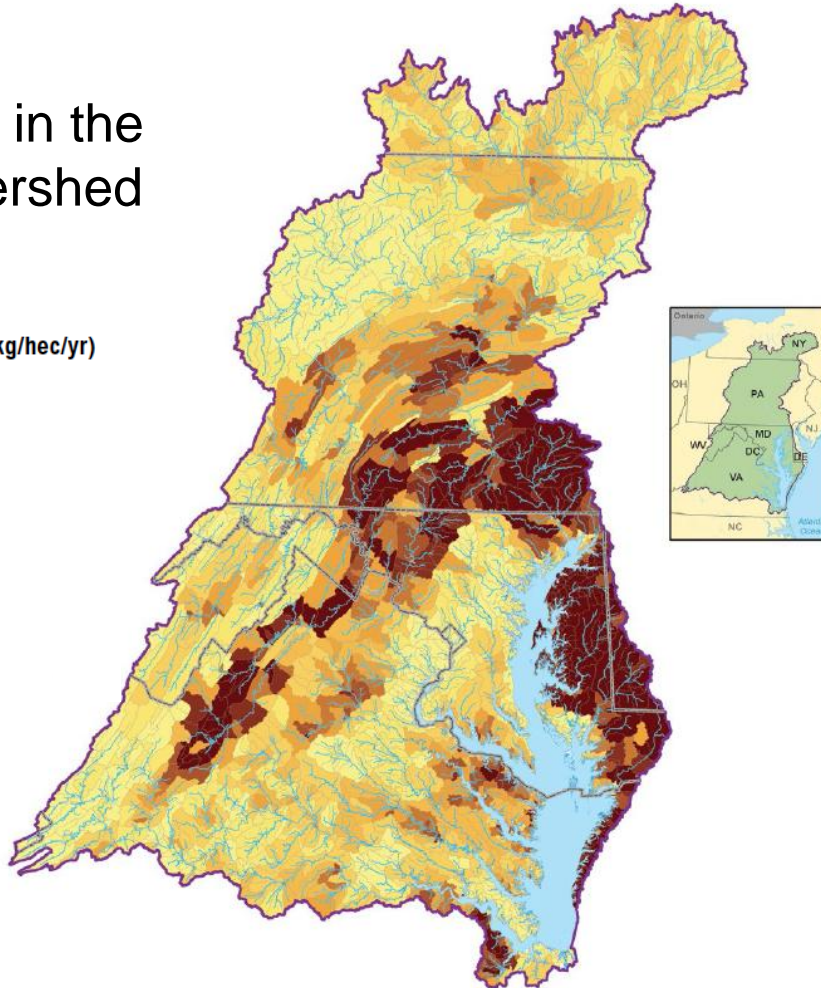 in the
ershed
kg/hec/yr)
Ontario
NY
OH
PA
NJ
MD
WV
DC
DE
VA
NC